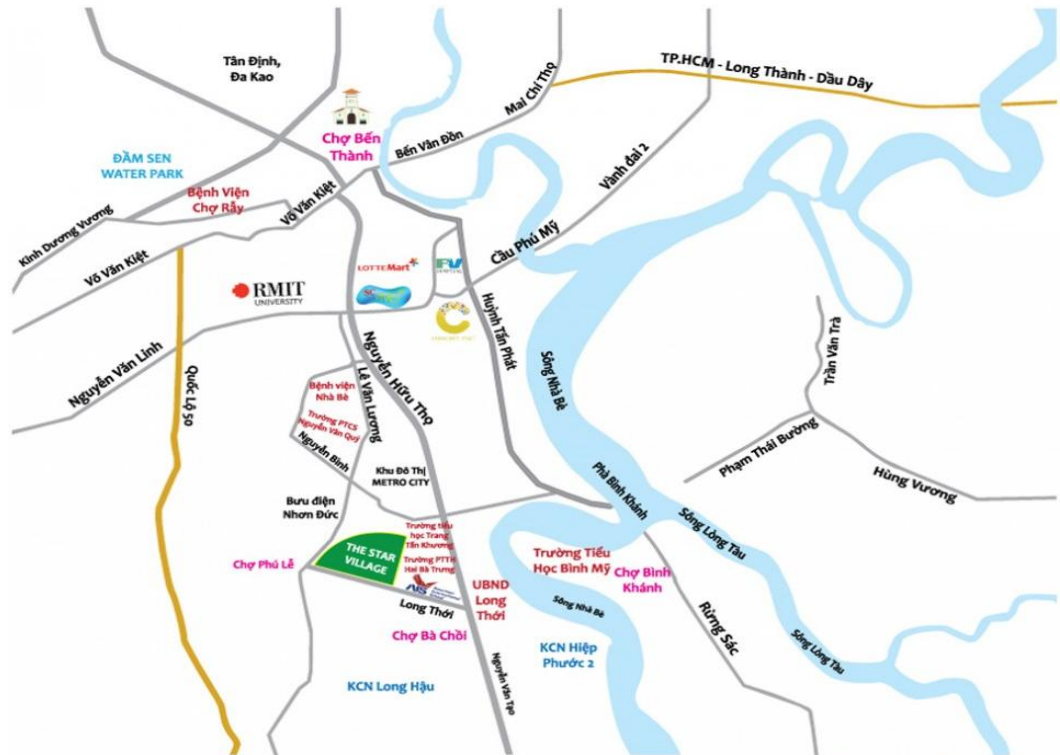 Tân Định,
Đa Kao
TP.HCM - Long Thành - Dầu Dây
Mai Chí Thọ
Chợ Bến
Thành
Bến Vân Đồn
Vành đai 2
ĐẦM SEN
WATER PARK
Bệnh Viện
Chợ Rẫy
Võ Văn Kiệt
Kinh Dương Vương
Cầu Phú Mỹ
Võ Văn Kiệt
LOTTE Mart
FV
RMIT
UNIVERSITY
Huỳnh Tấn Phát
Nguyễn Văn Linh
Nguyễn Hữu Thọ
Sông Nhà Bè
Trần Văn Trà
Quốc Lộ 50
Lê Văn Lương
Bệnh viện
Nhà Bè
Trường PTCS
Nguyễn Văn Quỳ
Nguyễn Bình
Phạm Thái Bường
Hùng Vương
Khu Đô Thị
METRO CITY
Phà Bình Khánh
Bưu điện
Nhơn Đức
Sông Lòng Tàu
Trường tiểu
học Trang
Tấn Khương
THE STAR
VILLAGE
Trường PTTH
Hai Bà Trưng
Chợ Phú Lễ
Trường Tiểu
Học Bình Mỹ
Chợ Bình
Khánh
AIS
UBND
Long
Thới
Long Thới
Sông Nhà Bè
Rừng Sác
Chợ Bà Chồi
Sông Lòng Tàu
KCN Hiệp
Phước 2
Nguyễn Văn Tạo
KCN Long Hậu